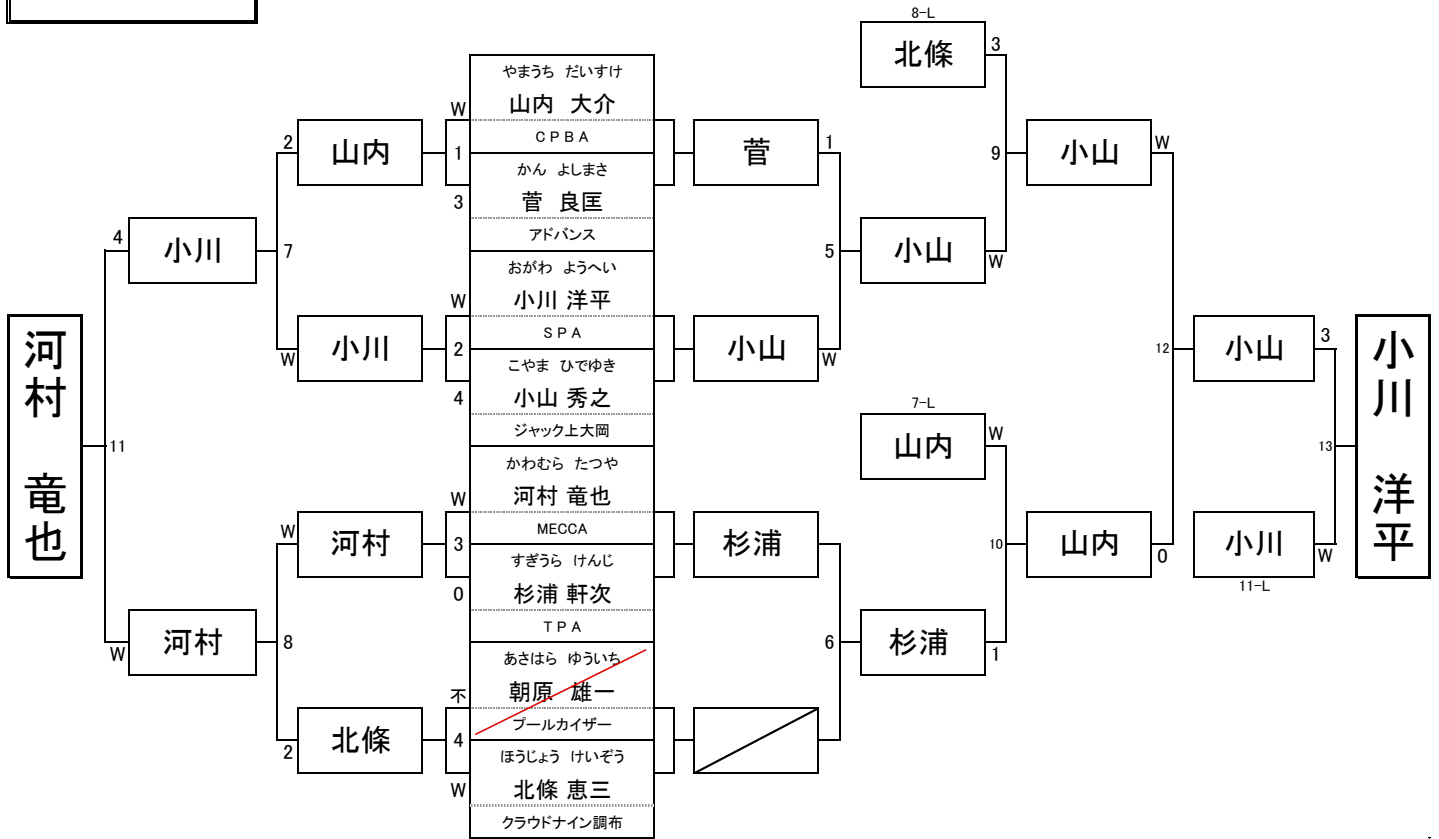 8-L
北條
3
やまうち だいすけ
山内 大介
CPBA
W
1
3
かん よしまさ
菅 良匡
アドバンス
2
山内
菅
1
9
小山
W
4
小川
7
5
小山
W
おがわ ようへい
小川 洋平
SPA
W
2
4
こやま ひでゆき
小山 秀之
ジャック上大岡
W
小川
小山
W
12
小山
3
河村 竜也
11
7-L
山内
W
13
小川 洋平
かわむら たつや
河村 竜也
MECCA
W
3
0
すぎうら けんじ
杉浦 軒次
TPA
W
河村
杉浦
10
山内
0
小川
W
11-L
W
河村
8
6
杉浦
1
あさはら ゆういち
朝原 雄一
プールカイザー
不
4
W
ほうじょう けいぞう
北條 恵三
クラウドナイン調布
2
北條